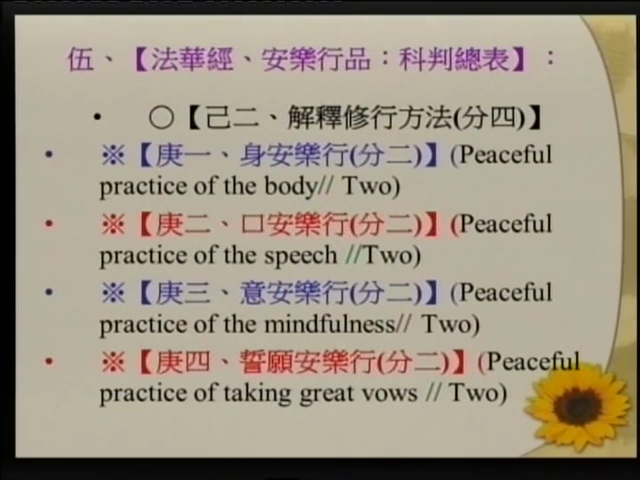 伍、【法華經、安樂行品：科判總表】：
• ○【己二、解釋修行方法(分四)】
• ※【庚一、身安樂行(分二)】(Peaceful
practice of the body// Two)
• ※【庚二、口安樂行(分二)】(Peaceful
practice of the speech //Two)
• ※【庚三、意安樂行(分二)】(Peaceful
practice of the mindfulness// Two)
• ※【庚四、誓願安樂行(分二)】(Peaceful
practice of taking great vows // Two)